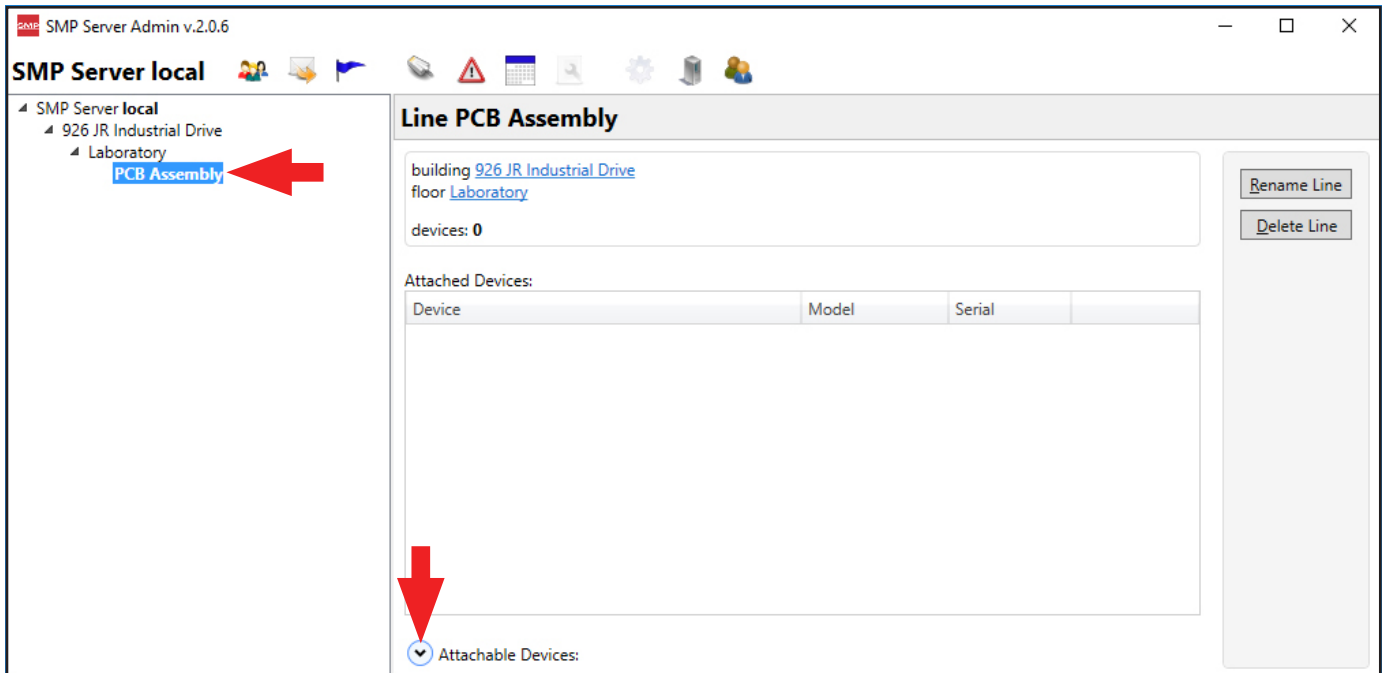 SMP SMP Server Admin v.2.0.6
SMP Server local
SMP Server local
926 JR Industrial Drive
Laboratory
PCB Assembly
Line PCB Assembly
building 926 JR Industrial Drive
floor Laboratory
devices: 0
Rename Line
Delete Line
Attached Devices:
Device Model Serial
Attachable Devices: